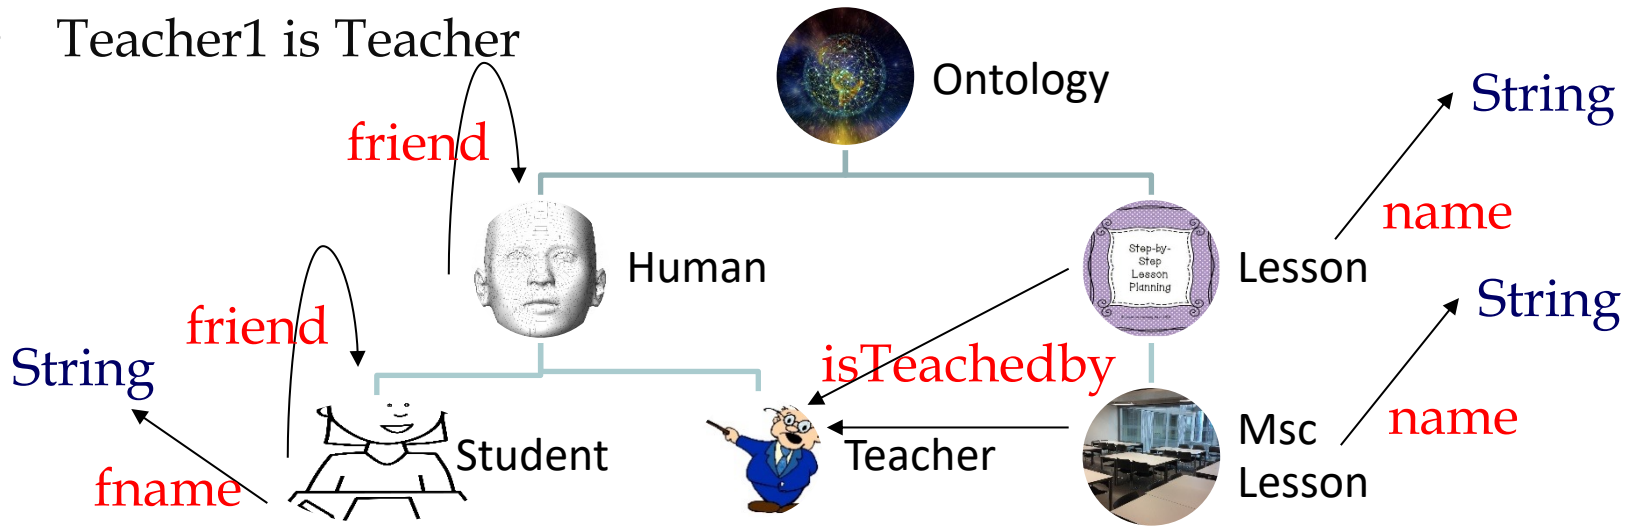 Teacher1 is Teacher
Ontology
String
friend
name
Step-by-
Step
Lesson
Planning
Human
Lesson
String
friend
String
isTeachedby
name
Msc
Lesson
Student
Teacher
fname